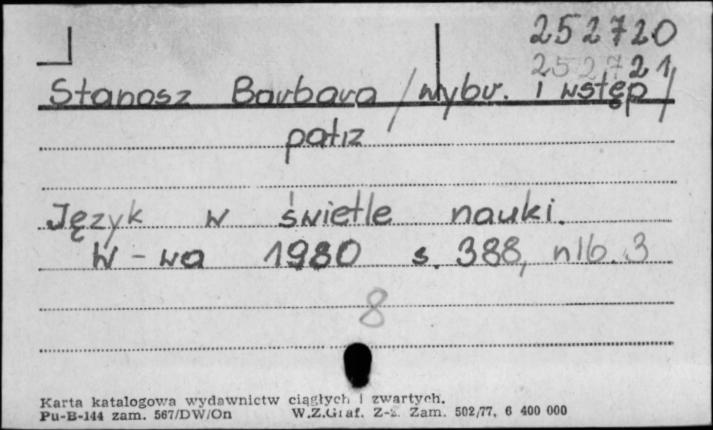 252720
252721
Stanosz Barbara /wybr. i wstęp/
patrz
Język w świetle nauki.
W-wa 1980 s. 388, nlb. 3
8
Karta katalogowa wydawnictw ciągłych i zwartych.
Pu-B-144 zam. 567/DW/On W.Z.Graf. Z-2. Zam. 502/77, 6 400 000